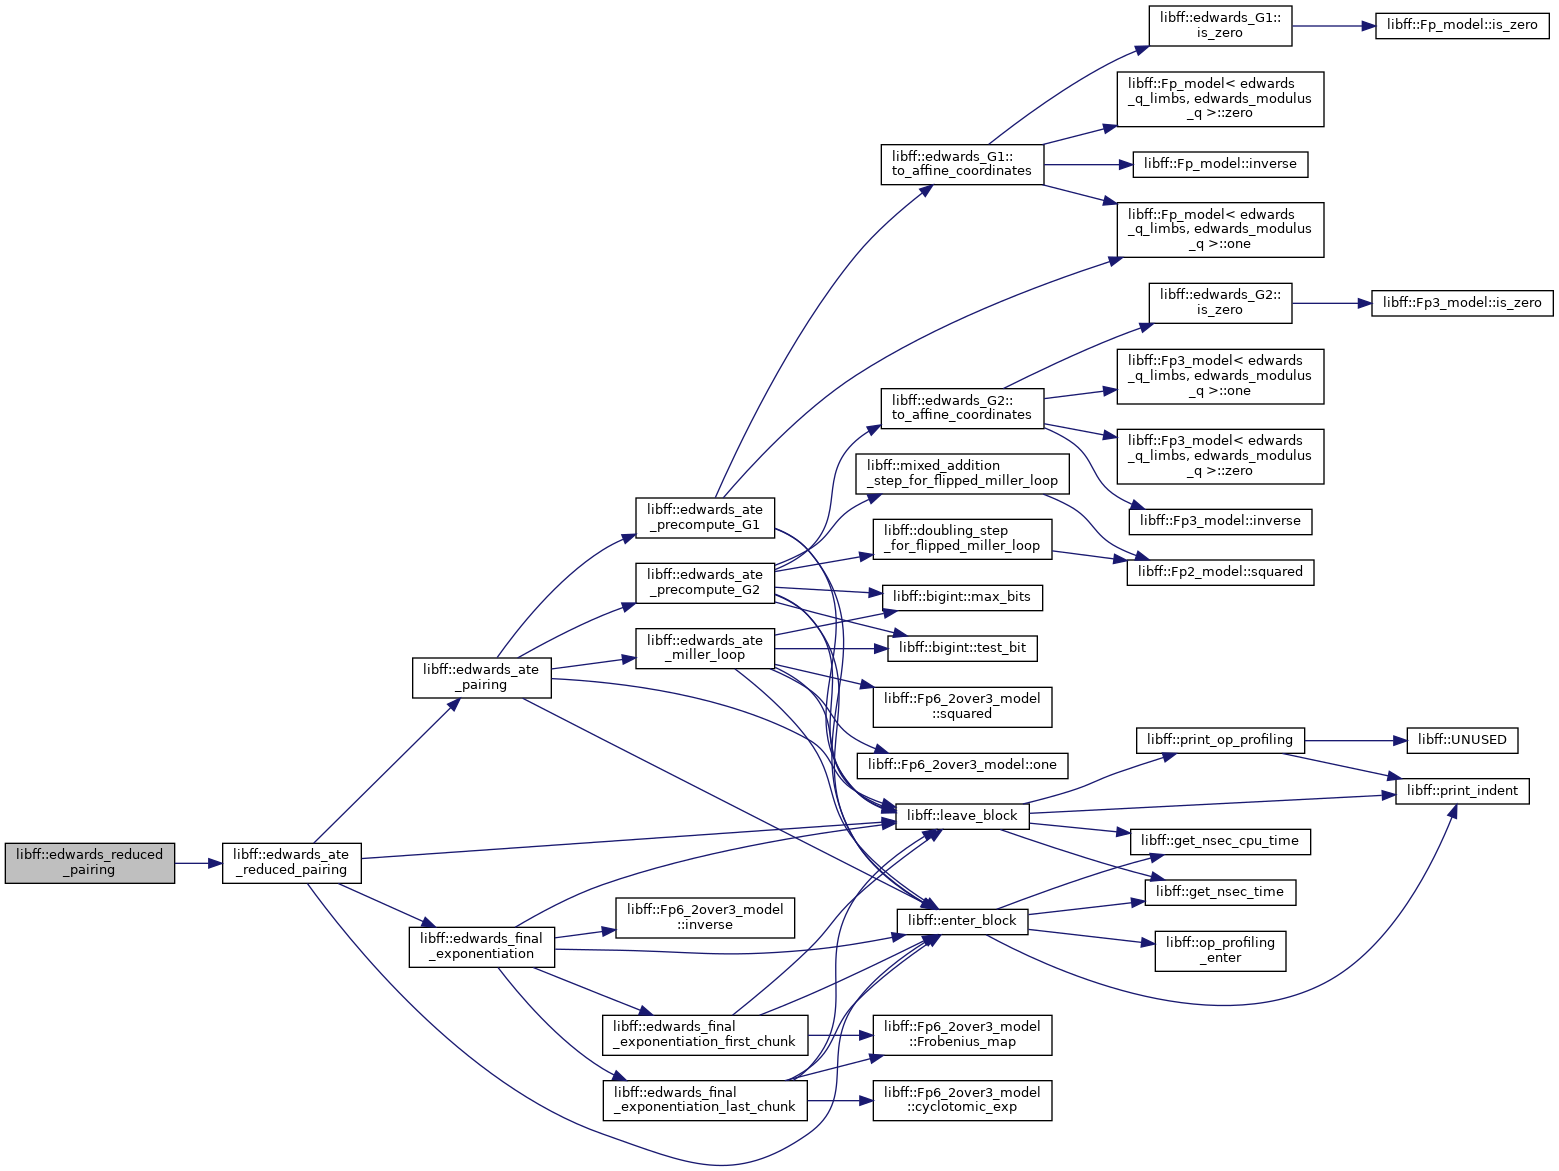 libff::edwards_reduced
_pairing
libff::edwards_ate
_reduced_pairing
libff::edwards_ate
_pairing
libff::edwards_final
_exponentiation
libff::edwards_ate
_precompute_G1
libff::edwards_ate
_precompute_G2
libff::edwards_ate
_miller_loop
libff::Fp6_2over3_model
::inverse
libff::edwards_final
_exponentiation_first_chunk
libff::edwards_final
_exponentiation_last_chunk
libff::edwards_G1::
to_affine_coordinates
libff::edwards_G2::
to_affine_coordinates
libff::mixed_addition
_step_for_flipped_miller_loop
libff::doubling_step
_for_flipped_miller_loop
libff::bigint::max_bits
libff::bigint::test_bit
libff::Fp6_2over3_model
::squared
libff::Fp6_2over3_model::one
libff::leave_block
libff::enter_block
libff::Fp6_2over3_model
::Frobenius_map
libff::Fp6_2over3_model
::cyclotomic_exp
libff::edwards_G1::
is_zero
libff::Fp_model< edwards
_q_limbs, edwards_modulus
_q >::zero
libff::Fp_model::inverse
libff::Fp_model< edwards
_q_limbs, edwards_modulus
_q >::one
libff::edwards_G2::
is_zero
libff::Fp3_model< edwards
_q_limbs, edwards_modulus
_q >::one
libff::Fp3_model< edwards
_q_limbs, edwards_modulus
_q >::zero
libff::Fp3_model::inverse
libff::Fp2_model::squared
libff::print_op_profiling
libff::get_nsec_cpu_time
libff::get_nsec_time
libff::op_profiling
_enter
libff::Fp_model::is_zero
libff::Fp3_model::is_zero
libff::UNUSED
libff::print_indent